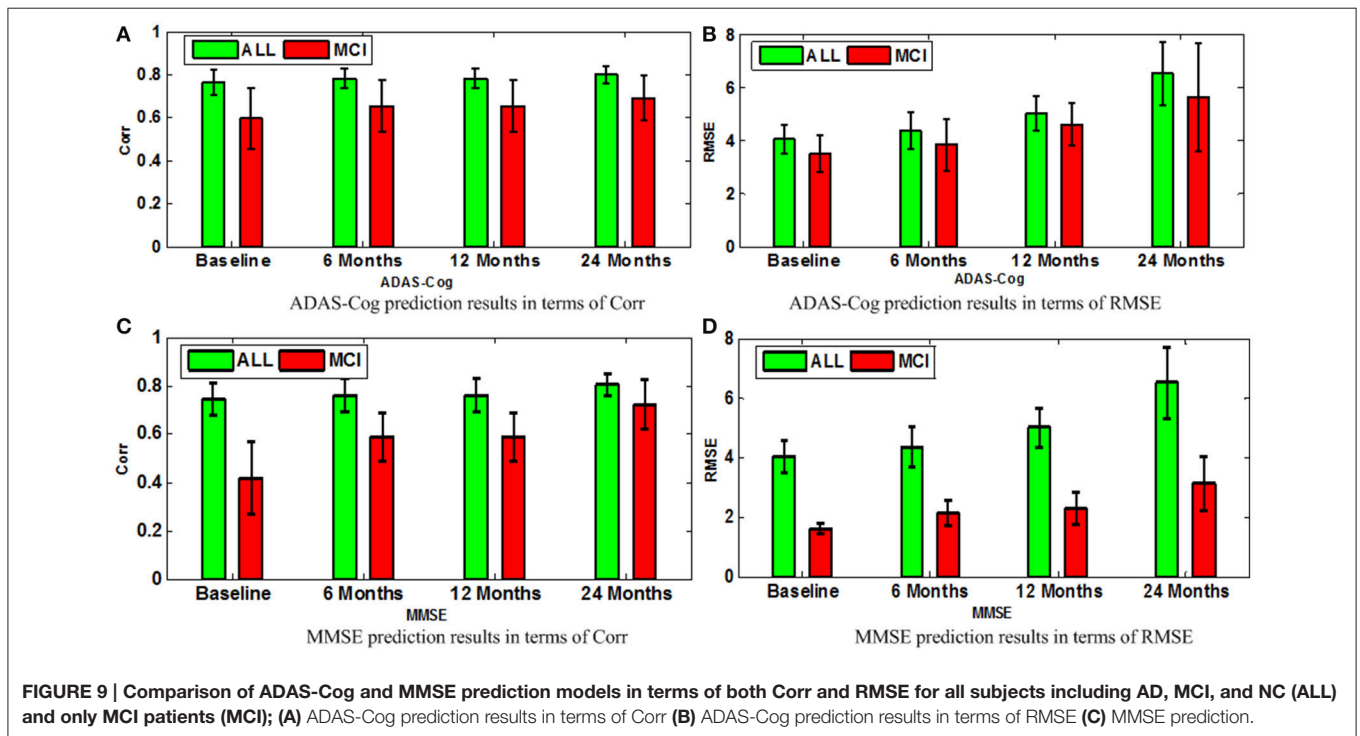 A
1
ALL MCI
0.8
0.6
Corr
0.4
0.2
0
Baseline 6 Months 12 Months 24 Months
ADAS-Cog
ADAS-Cog prediction results in terms of Corr
B
8
ALL MCI
6
RMSE
4
2
0
Baseline 6 Months 12 Months 24 Months
ADAS-Cog
ADAS-Cog prediction results in terms of RMSE
C
1
ALL MCI
0.8
0.6
Corr
0.4
0.2
0
Baseline 6 Months 12 Months 24 Months
MMSE
MMSE prediction results in terms of Corr
D
8
ALL MCI
6
RMSE
4
2
0
Baseline 6 Months 12 Months 24 Months
MMSE
MMSE prediction results in terms of RMSE
FIGURE 9 | Comparison of ADAS-Cog and MMSE prediction models in terms of both Corr and RMSE for all subjects including AD, MCI, and NC (ALL)
and only MCI patients (MCI); (A) ADAS-Cog prediction results in terms of Corr (B) ADAS-Cog prediction results in terms of RMSE (C) MMSE prediction.